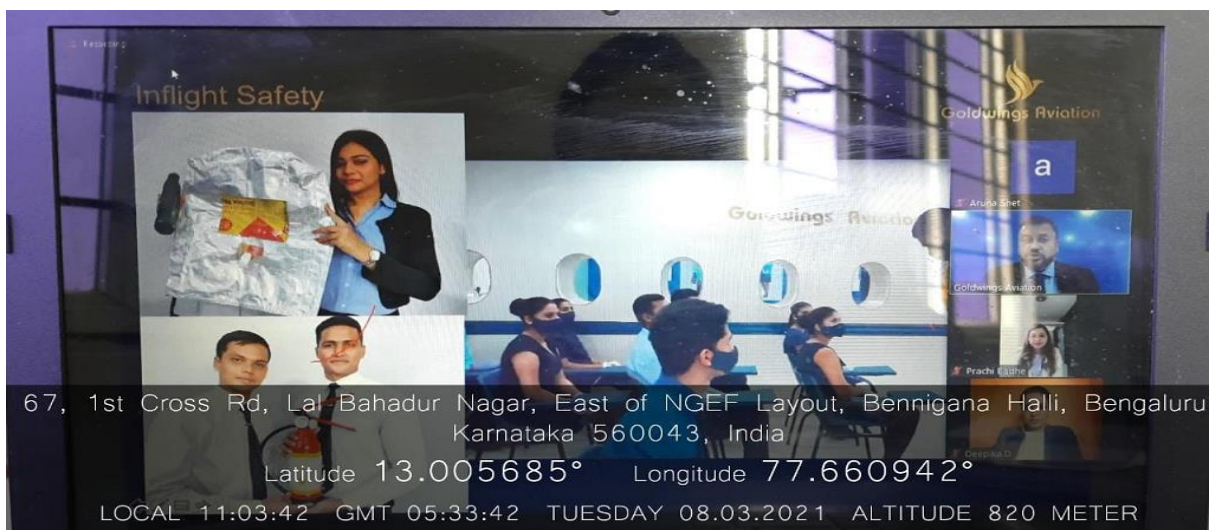 Recording
Inflight Safety
Goldwings Aviation
a
Aruna Shet
Goldwings Aviation
Goldwings Aviation
Prachi
67, 1st Cross Rd, Lal Bahadur Nagar, East of NGEF Layout, Bennigana Halli, Bengaluru
Karnataka 560043, India
Deepika.D
Latitude 13.005685° Longitude 77.660942°
LOCAL 11:03:42 GMT 05:33:42 TUESDAY 08.03.2021 ALTITUDE 820 METER